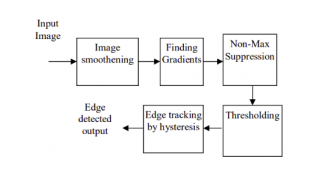 Input
Image
Image
smoothening
Finding
Gradients
Non-Max
Suppression
Thresholding
Edge tracking
by hysteresis
Edge
detected
output